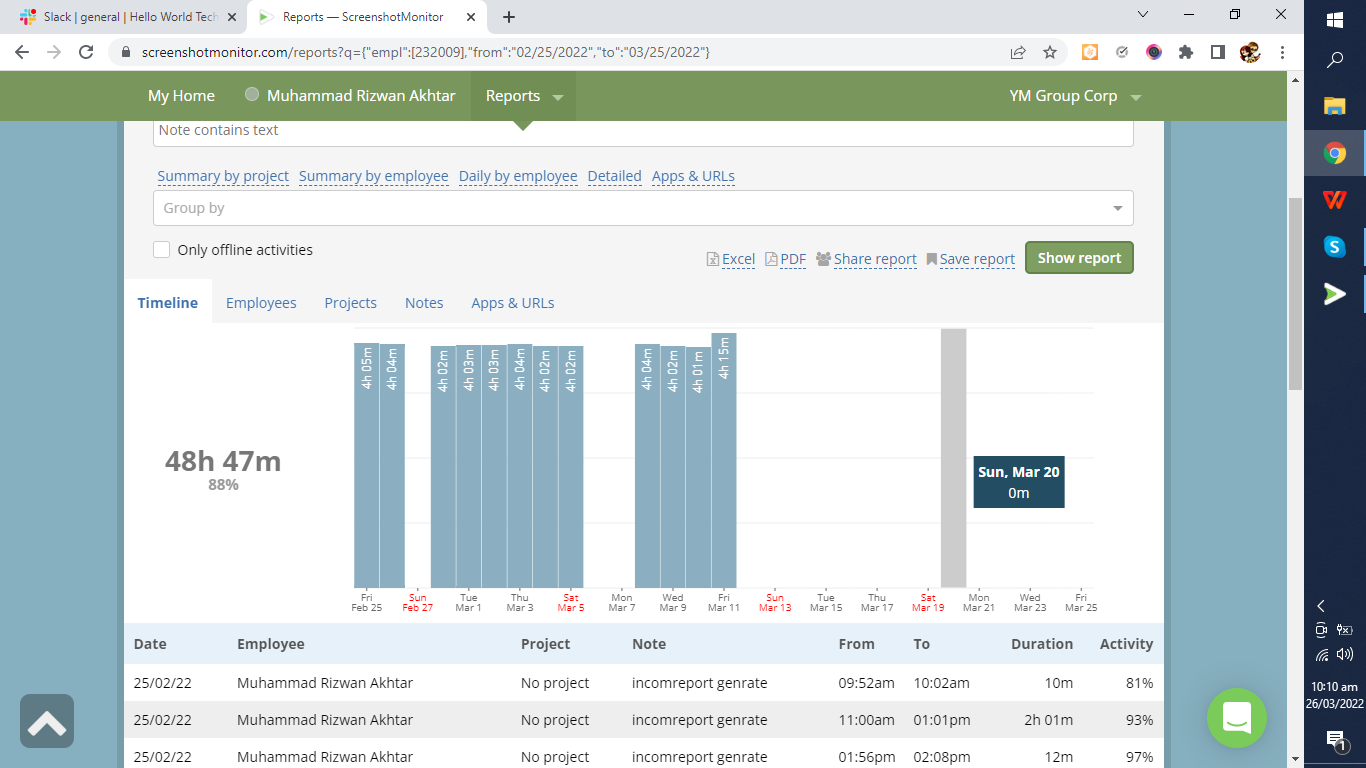 Slack | general | Hello World Tech
Reports — ScreenshotMonitor
screenshotmonitor.com/reports?q={"empl":[232009],"from":"02/25/2022","to":"03/25/2022"}
My Home
Muhammad Rizwan Akhtar
Reports
YM Group Corp
Note contains text
Summary by project Summary by employee Daily by employee Detailed Apps & URLs
Group by
Only offline activities
Excel PDF Share report Save report Show report
Timeline Employees Projects Notes Apps & URLs
4h 05m
4h 04m
4h 02m
4h 03m
4h 03m
4h 04m
4h 02m
4h 02m
4h 04m
4h 02m
4h 01m
4h 15m
48h 47m
88%
Sun, Mar 20
0m
Fri Sun Tue Thu Sat Mon Wed Fri Sun Tue Thu Sat Mon Wed Fri
Feb 25 Feb 27 Mar 1 Mar 3 Mar 5 Mar 7 Mar 9 Mar 11 Mar 13 Mar 15 Mar 17 Mar 19 Mar 21 Mar 23 Mar 25
Date Employee Project Note From To Duration Activity
25/02/22 Muhammad Rizwan Akhtar No project incomreport genrate 09:52am 10:02am 10m 81%
25/02/22 Muhammad Rizwan Akhtar No project incomreport genrate 11:00am 01:01pm 2h 01m 93%
25/02/22 Muhammad Rizwan Akhtar No project incomreport genrate 01:56pm 02:08pm 12m 97%
10:10 am
26/03/2022
1